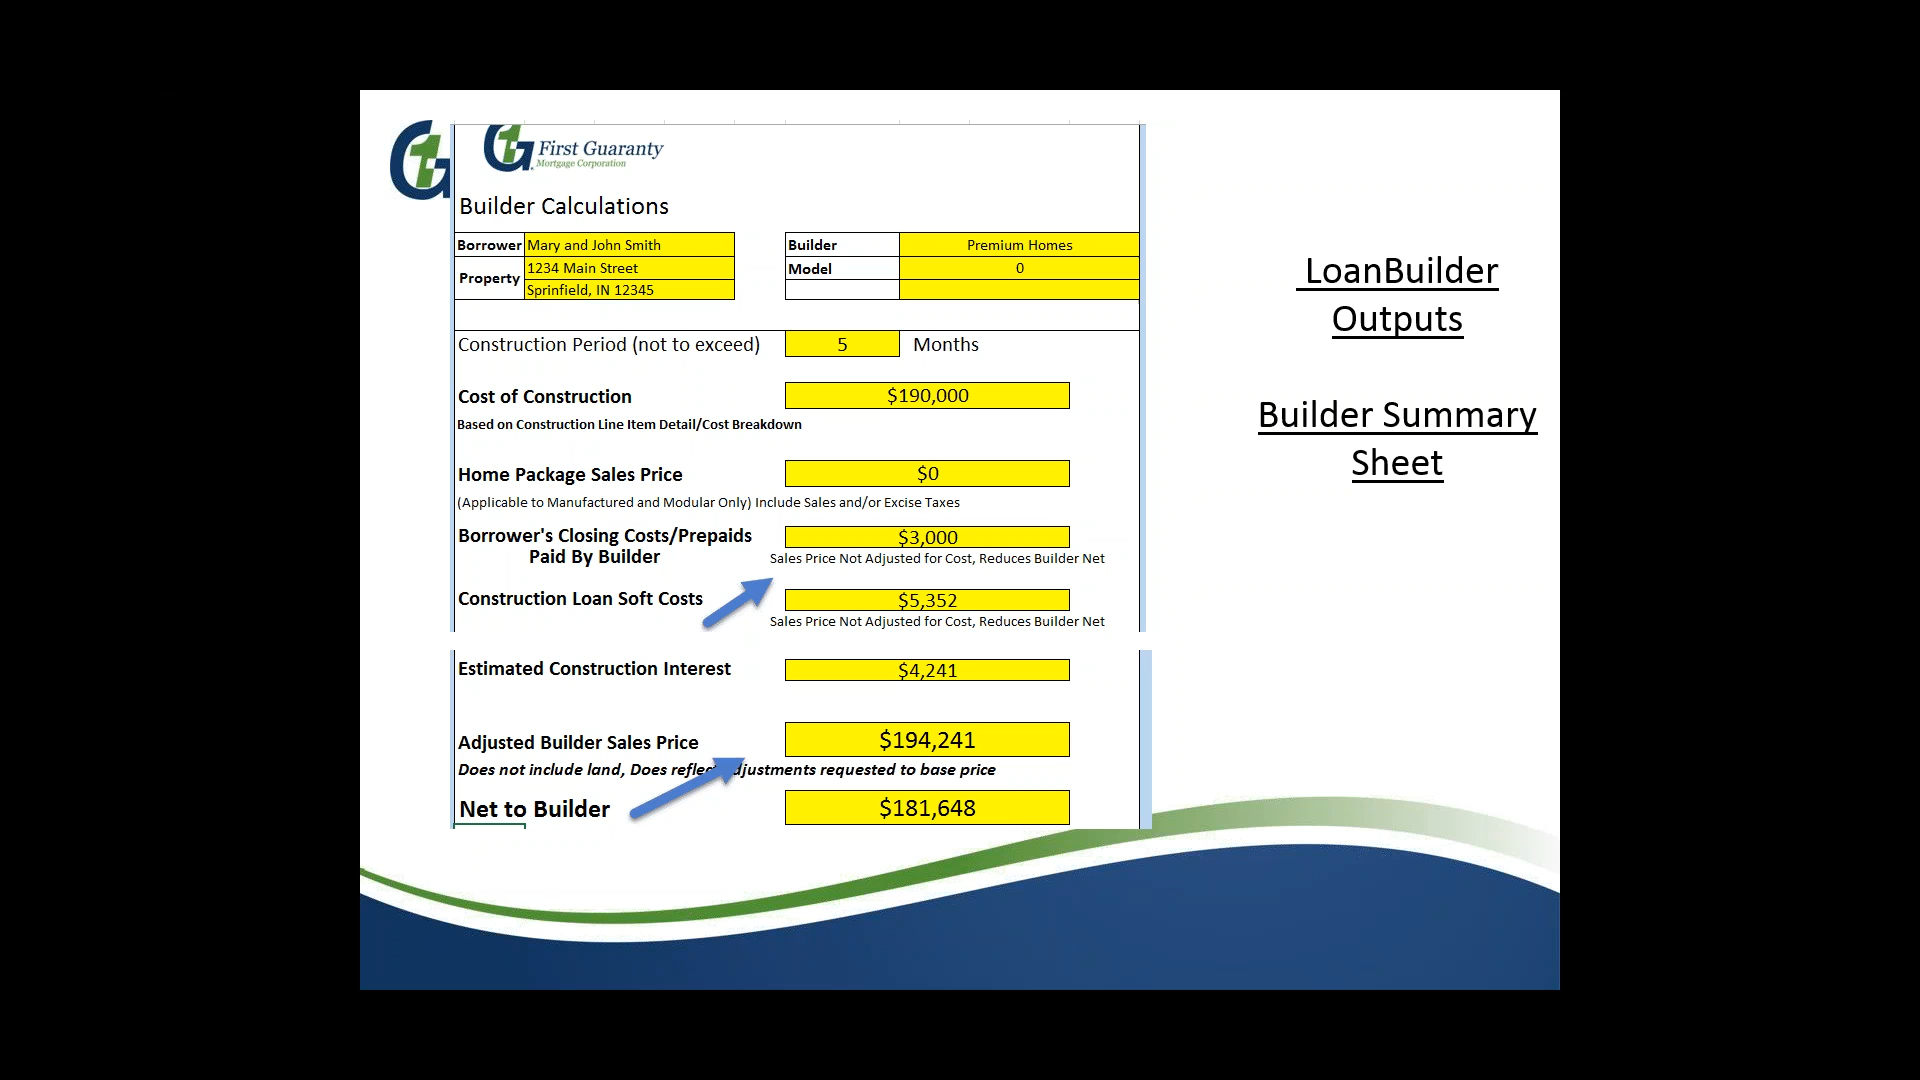 G1
First Guaranty
Mortgage Corporation
Builder Calculations
Borrower Mary and John Smith
Builder Premium Homes
Property 1234 Main Street
Model 0
Sprinfield, IN 12345
Construction Period (not to exceed) 5 Months
Cost of Construction $190,000
Based on Construction Line Item Detail/Cost Breakdown
Home Package Sales Price $0
(Applicable to Manufactured and Modular Only) Include Sales and/or Excise Taxes
Borrower's Closing Costs/Prepaids $3,000
Paid By Builder Sales Price Not Adjusted for Cost, Reduces Builder Net
Construction Loan Soft Costs $5,352
Sales Price Not Adjusted for Cost, Reduces Builder Net
Estimated Construction Interest $4,241
Adjusted Builder Sales Price $194,241
Does not include land, Does reflect adjustments requested to base price
Net to Builder $181,648
LoanBuilder
Outputs
Builder Summary
Sheet